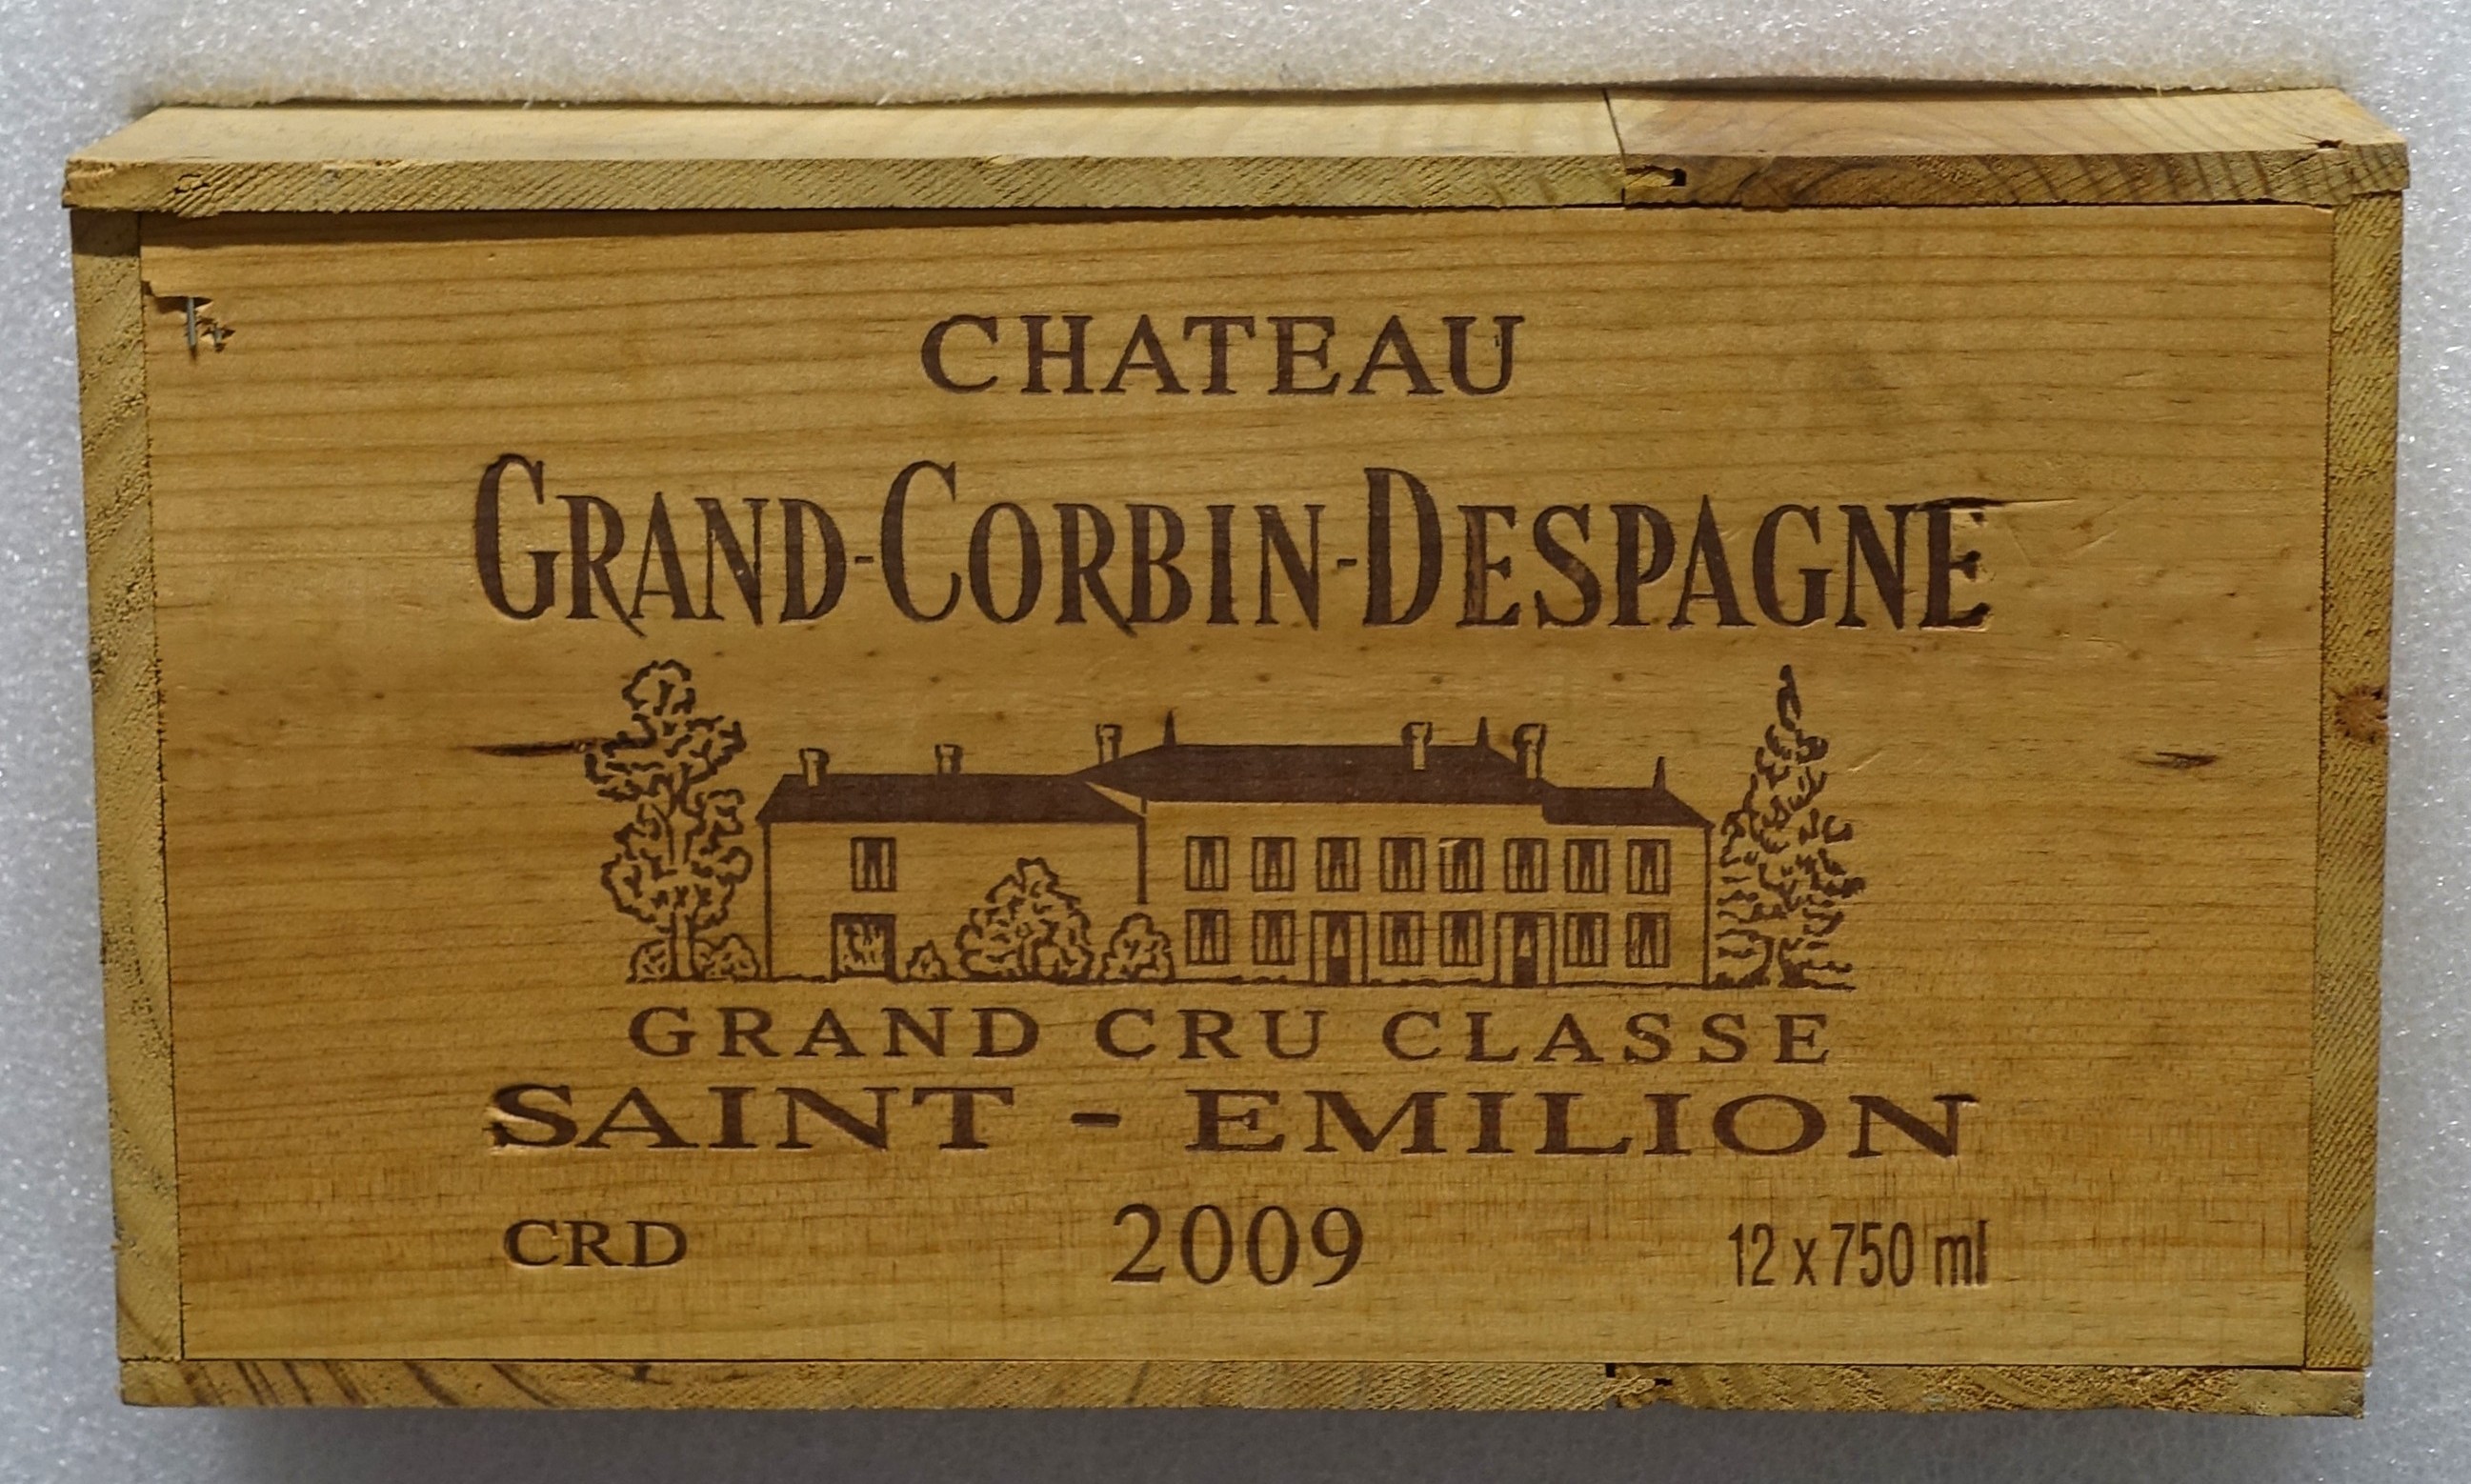 CHATEAU
GRAND-CORBIN-DESPAGNE
GRAND CRU CLASSE
SAINT - EMILION
CRD 2009 12 x 750 ml